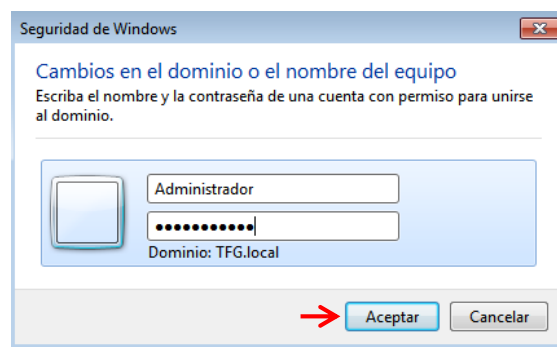 Seguridad de Windows
Cambios en el dominio o el nombre del equipo
Escriba el nombre y la contraseña de una cuenta con permiso para unirse
al dominio.
Administrador
●●●●●●●●●●●
Dominio: TFG.local
Aceptar
Cancelar